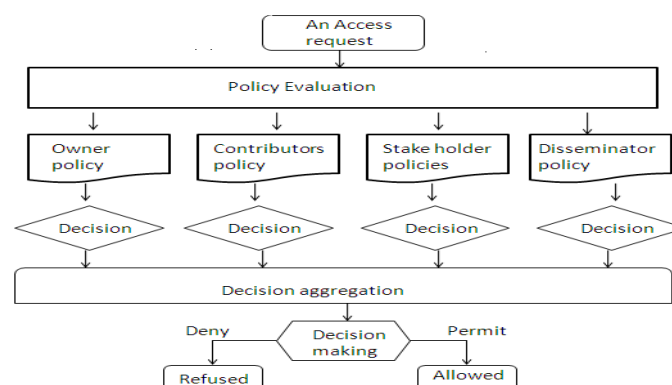 An Access
request
Policy Evaluation
Owner
policy
Contributors
policy
Stake holder
policies
Disseminator
policy
Decision
Decision
Decision
Decision
Decision aggregation
Deny
Decision
making
Permit
Refused
Allowed